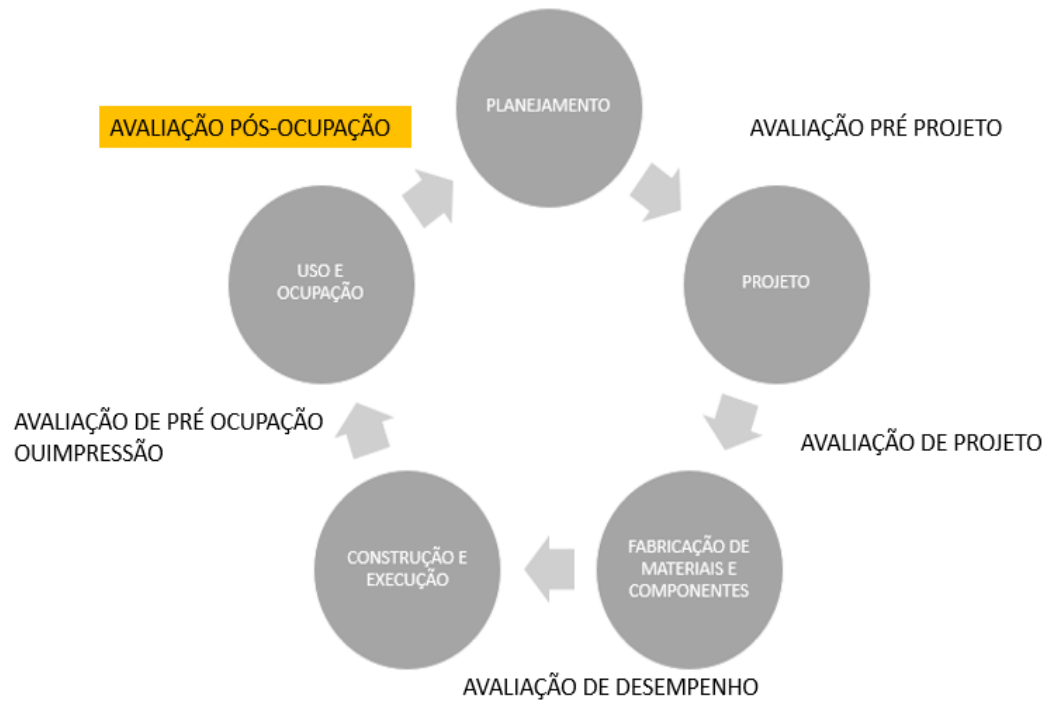 PLANEJAMENTO
AVALIAÇÃO PÓS-OCUPAÇÃO
AVALIAÇÃO PRÉ PROJETO
USO E
OCUPAÇÃO
PROJETO
AVALIAÇÃO DE PRÉ OCUPAÇÃO
OUIMPRESSÃO
AVALIAÇÃO DE PROJETO
CONSTRUÇÃO E
EXECUÇÃO
FABRICAÇÃO DE
MATERIAIS E
COMPONENTES
AVALIAÇÃO DE DESEMPENHO